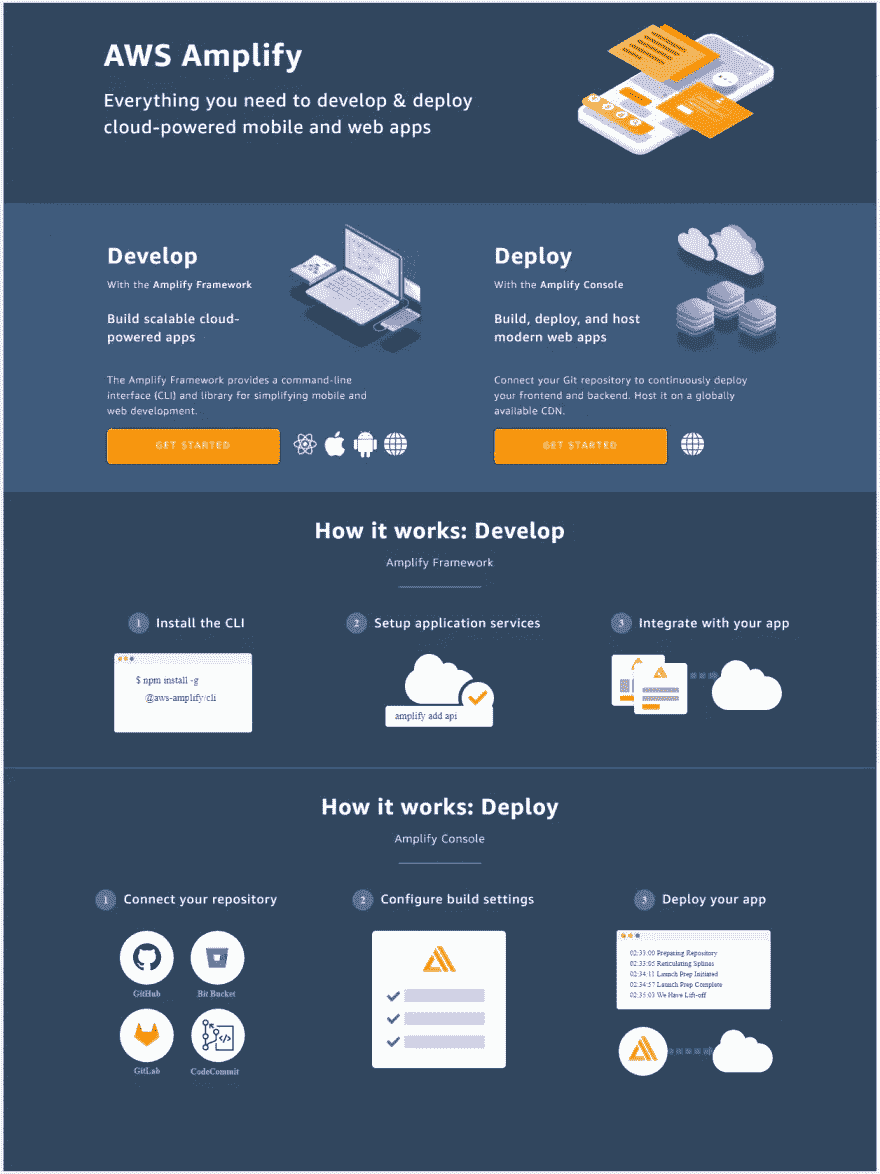 AWS Amplify
Everything you need to develop & deploy
cloud-powered mobile and web apps
Develop
With the Amplify Framework
Build scalable cloud-
powered apps
The Amplify Framework provides a command-line
interface (CLI) and library for simplifying mobile and
web development.
GET STARTED
Deploy
With the Amplify Console
Build, deploy, and host
modern web apps
Connect your Git repository to continuously deploy
your frontend and backend. Host it on a globally
available CDN.
GET STARTED
How it works: Develop
Amplify Framework
1 Install the CLI
$ npm install -g
@aws-amplify/cli
2 Setup application services
amplify add api
3 Integrate with your app
How it works: Deploy
Amplify Console
1 Connect your repository
GitHub
Bit Bucket
GitLab
CodeCommit
2 Configure build settings
3 Deploy your app
02:33:00 Preparing Repository
02:33:05 Reticulating Splines
02:34:11 Launch Prep Initiated
02:34:57 Launch Prep Complete
02:35:03 We Have Lift-off